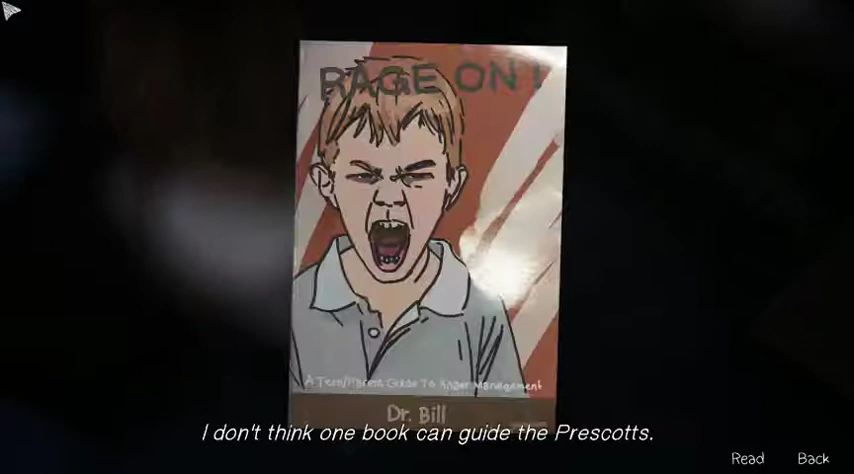 RAGE ON!
A Teen/Parent Guide To Anger Management
Dr. Bill
I don't think one book can guide the Prescotts.
Read
Back